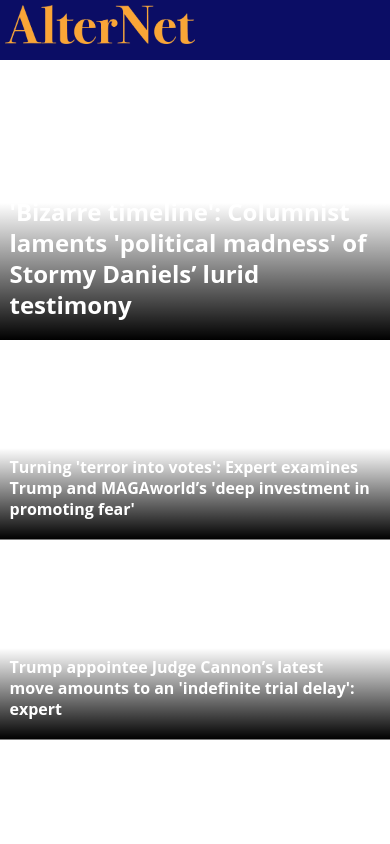 AlterNet
'Bizarre timeline': Columnist
laments 'political madness' of
Stormy Daniels’ lurid
testimony
Turning 'terror into votes': Expert examines
Trump and MAGAworld’s 'deep investment in
promoting fear'
Trump appointee Judge Cannon’s latest
move amounts to an 'indefinite trial delay':
expert